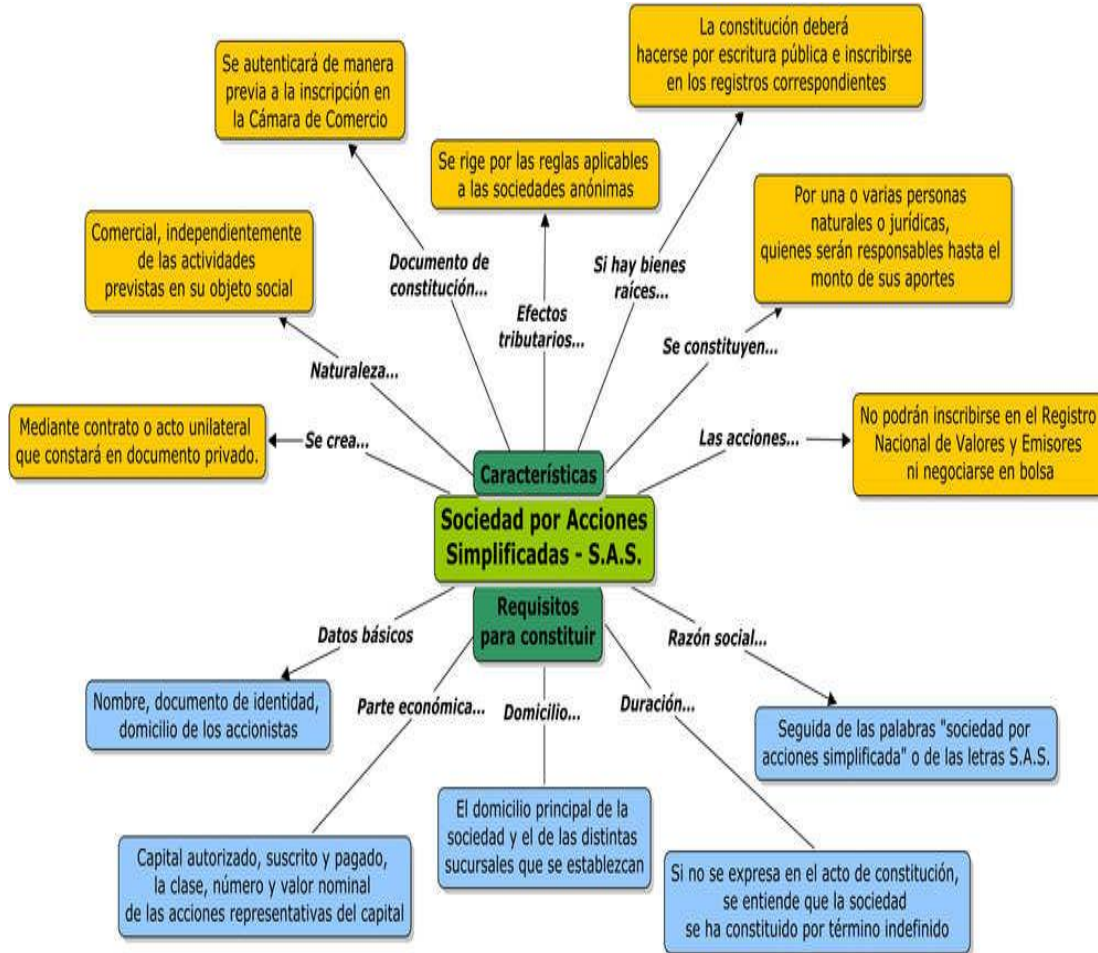 La constitución deberá
hacerse por escritura pública e inscribirse
en los registros correspondientes
Se autenticará de manera
previa a la inscripción en
la Cámara de Comercio
Se rige por las reglas aplicables
a las sociedades anónimas
Por una o varias personas
naturales o jurídicas,
quienes serán responsables hasta el
monto de sus aportes
Comercial, independientemente
de las actividades
previstas en su objeto social
Documento de
constitución...
Efectos
tributarios...
Si hay bienes
raíces...
Se constituyen...
Naturaleza...
Mediante contrato o acto unilateral
que constará en documento privado.
Se crea...
Las acciones...
No podrán inscribirse en el Registro
Nacional de Valores y Emisores
ni negociarse en bolsa
Características
Sociedad por Acciones
Simplificadas - S.A.S.
Requisitos
para constituir
Datos básicos
Razón social...
Nombre, documento de identidad,
domicilio de los accionistas
Parte económica...
Domicilio...
Duración...
Seguida de las palabras "sociedad por
acciones simplificada" o de las letras S.A.S.
Capital autorizado, suscrito y pagado,
la clase, número y valor nominal
de las acciones representativas del capital
El domicilio principal de la
sociedad y el de las distintas
sucursales que se establezcan
Si no se expresa en el acto de constitución,
se entiende que la sociedad
se ha constituido por término indefinido